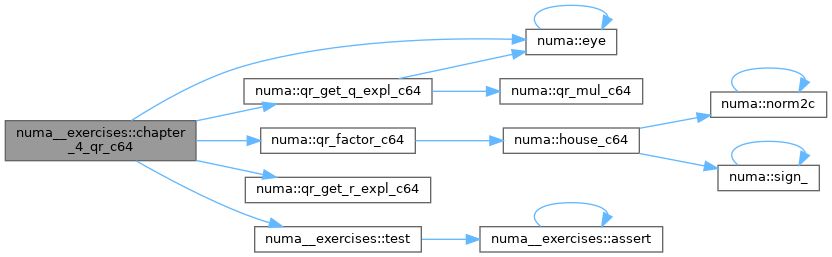 numa::eye
numa::qr_get_q_expl_c64
numa::qr_mul_c64
numa::norm2c
numa__exercises::chapter
_4_qr_c64
numa::qr_factor_c64
numa::house_c64
numa::sign_
numa::qr_get_r_expl_c64
numa__exercises::test
numa__exercises::assert